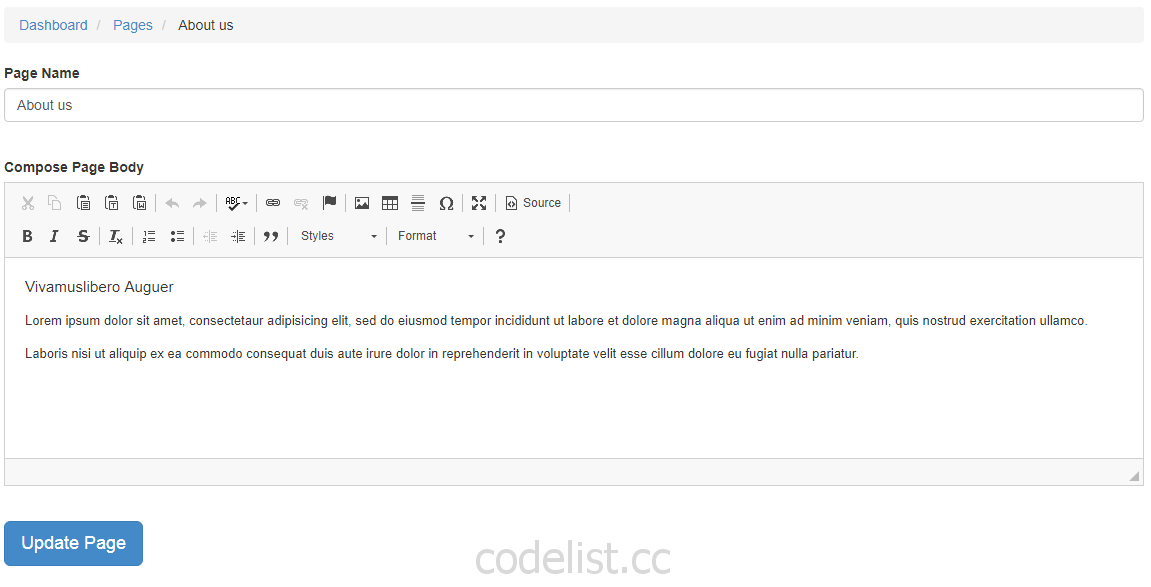 Dashboard / Pages / About us
Page Name
About us
Compose Page Body
ABC Ω Source
B I S Ix Styles Format ?
Vivamuslibero Auguer
Lorem ipsum dolor sit amet, consectetaur adipisicing elit, sed do eiusmod tempor incididunt ut labore et dolore magna aliqua ut enim ad minim veniam, quis nostrud exercitation ullamco.
Laboris nisi ut aliquip ex ea commodo consequat duis aute irure dolor in reprehenderit in voluptate velit esse cillum dolore eu fugiat nulla pariatur.
Update Page
codelist.cc